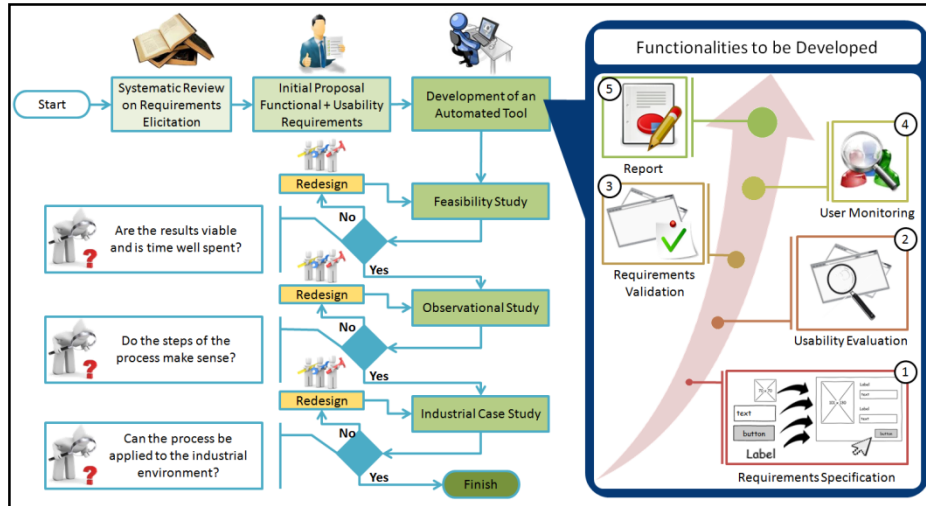 Functionalities to be Developed
Start
Systematic Review
on Requirements
Elicitation
Initial Proposal
Functional + Usability
Requirements
Development of an
Automated Tool
Redesign
Feasibility Study
No
Are the results viable
and is time well spent?
Yes
Redesign
Observational Study
No
Do the steps of the
process make sense?
Yes
Redesign
Industrial Case Study
No
Can the process be
applied to the industrial
environment?
Yes
Finish
5
Report
4
User Monitoring
3
Requirements
Validation
2
Usability Evaluation
1
text
button
Label
Label
text
Label
text
button
Requirements Specification